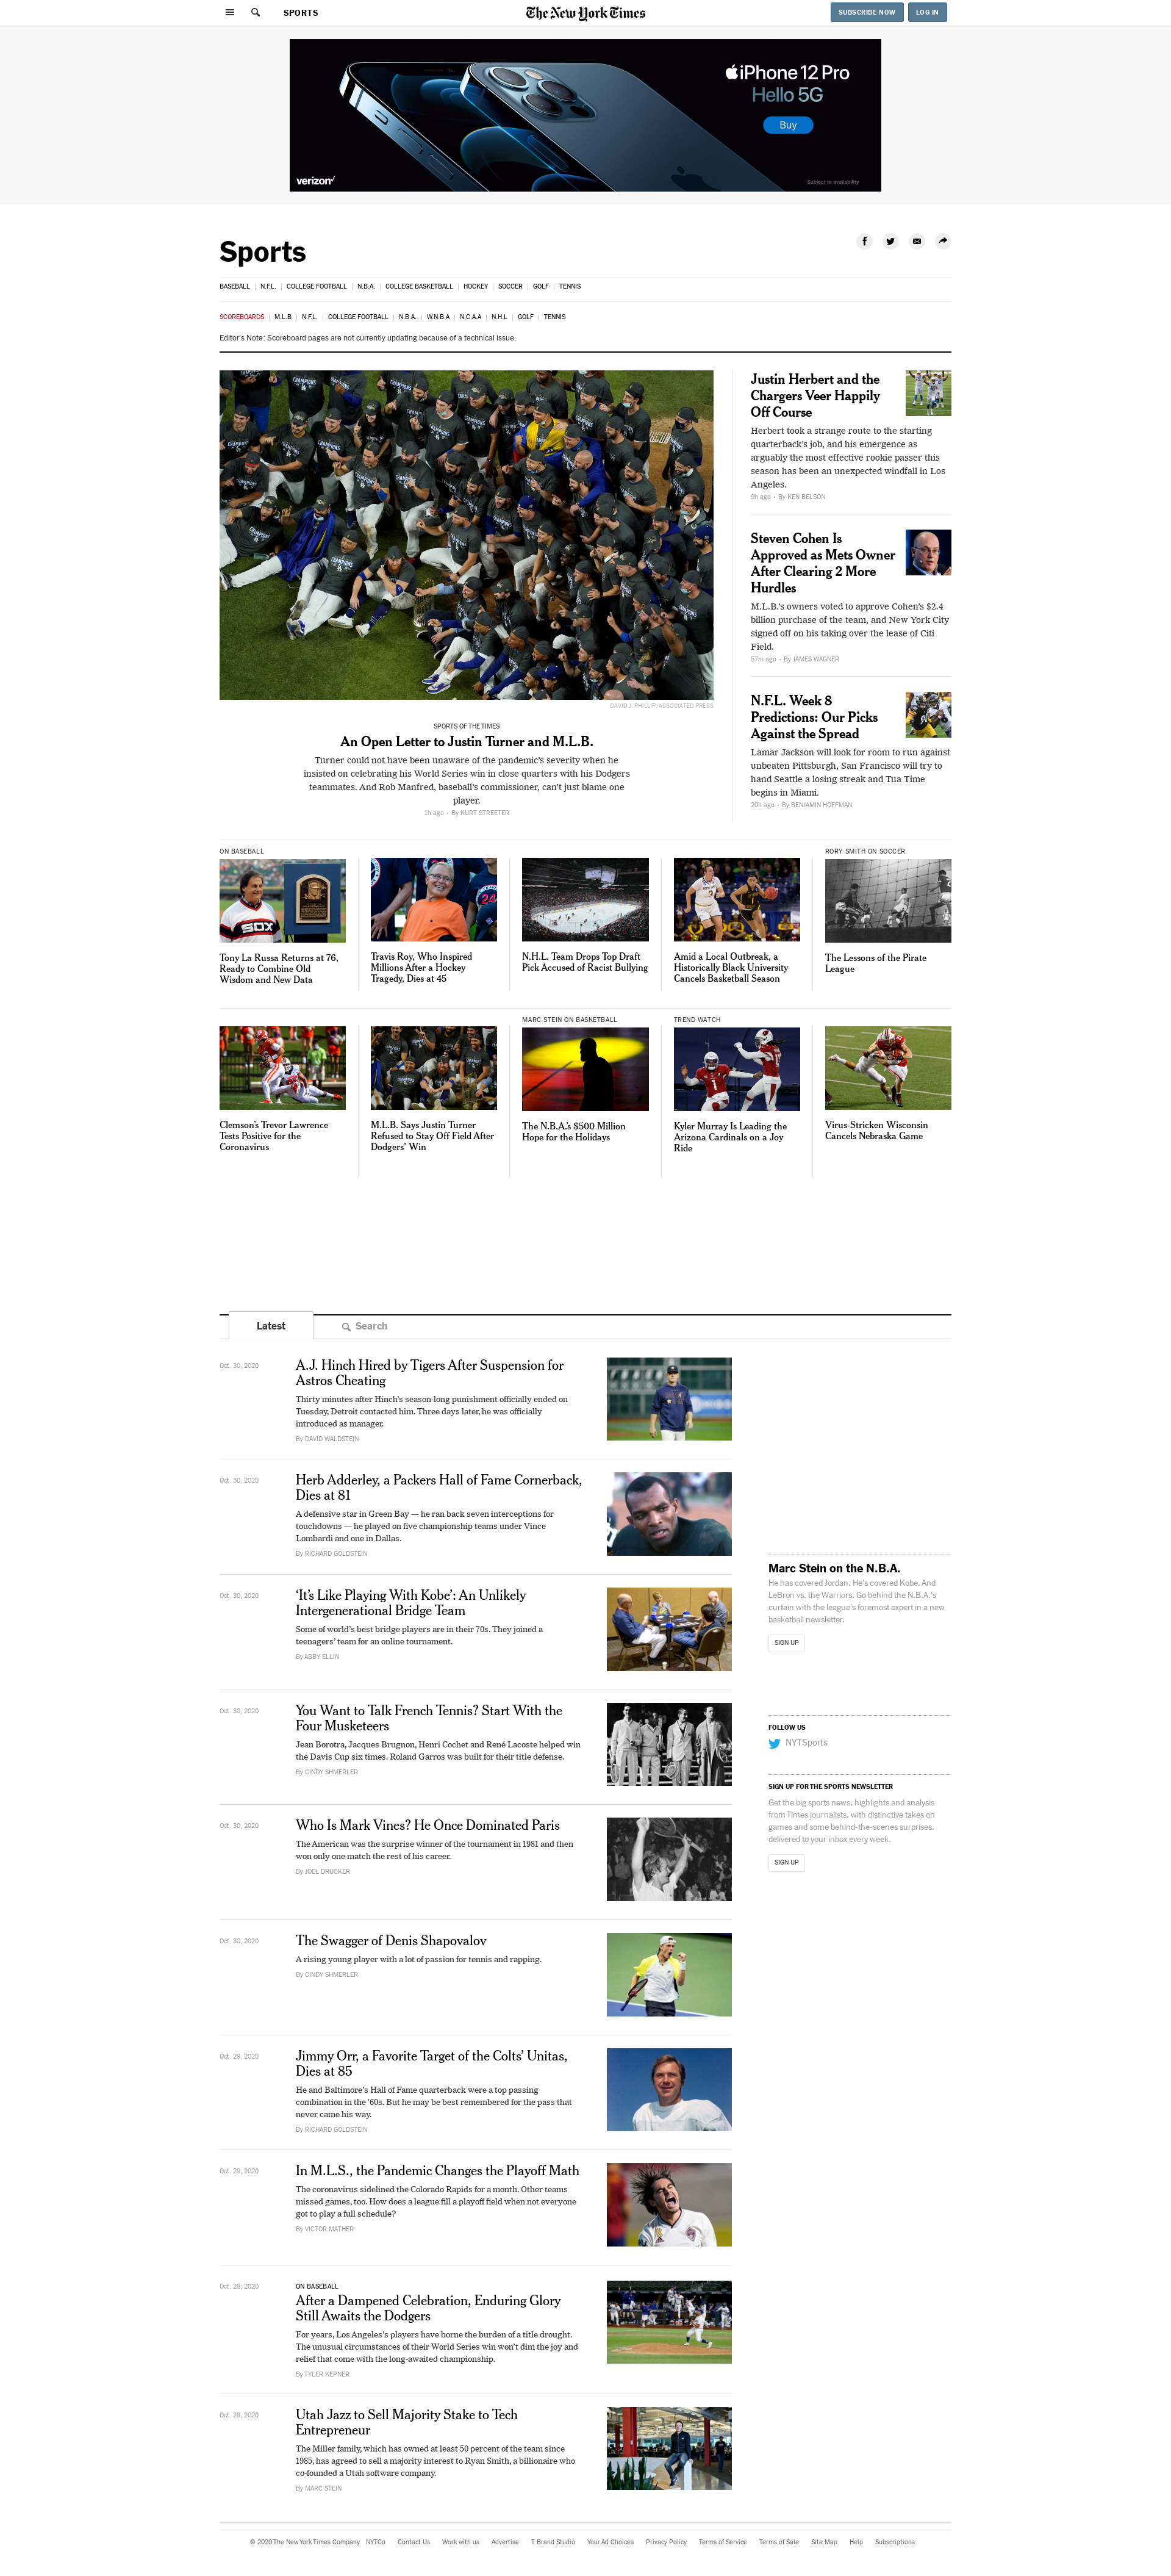 SPORTS
The New York Times
SUBSCRIBE NOW
LOG IN
iPhone 12 Pro
Hello 5G
Buy
verizon✓
Subject to availability
Sports
BASEBALL | N.F.L. | COLLEGE FOOTBALL | N.B.A. | COLLEGE BASKETBALL | HOCKEY | SOCCER | GOLF | TENNIS
SCOREBOARDS | M.L.B | N.F.L. | COLLEGE FOOTBALL | N.B.A. | W.N.B.A | N.C.A.A | N.H.L | GOLF | TENNIS
Editor's Note: Scoreboard pages are not currently updating because of a technical issue.
DAVID J. PHILLIP/ASSOCIATED PRESS
SPORTS OF THE TIMES
An Open Letter to Justin Turner and M.L.B.
Turner could not have been unaware of the pandemic's severity when he
insisted on celebrating his World Series win in close quarters with his Dodgers
teammates. And Rob Manfred, baseball's commissioner, can't just blame one
player.
1h ago - By KURT STREETER
Justin Herbert and the
Chargers Veer Happily
Off Course
Herbert took a strange route to the starting
quarterback's job, and his emergence as
arguably the most effective rookie passer this
season has been an unexpected windfall in Los
Angeles.
9h ago - By KEN BELSON
Steven Cohen Is
Approved as Mets Owner
After Clearing 2 More
Hurdles
M.L.B.'s owners voted to approve Cohen's $2.4
billion purchase of the team, and New York City
signed off on his taking over the lease of Citi
Field.
57m ago - By JAMES WAGNER
N.F.L. Week 8
Predictions: Our Picks
Against the Spread
Lamar Jackson will look for room to run against
unbeaten Pittsburgh, San Francisco will try to
hand Seattle a losing streak and Tua Time
begins in Miami.
20h ago - By BENJAMIN HOFFMAN
ON BASEBALL
SOX
Tony La Russa Returns at 76,
Ready to Combine Old
Wisdom and New Data
24
Travis Roy, Who Inspired
Millions After a Hockey
Tragedy, Dies at 45
N.H.L. Team Drops Top Draft
Pick Accused of Racist Bullying
Amid a Local Outbreak, a
Historically Black University
Cancels Basketball Season
RORY SMITH ON SOCCER
The Lessons of the Pirate
League
Clemson's Trevor Lawrence
Tests Positive for the
Coronavirus
M.L.B. Says Justin Turner
Refused to Stay Off Field After
Dodgers' Win
MARC STEIN ON BASKETBALL
The N.B.A.'s $500 Million
Hope for the Holidays
TREND WATCH
Kyler Murray Is Leading the
Arizona Cardinals on a Joy
Ride
Virus-Stricken Wisconsin
Cancels Nebraska Game
Latest
Search
Oct. 30, 2020
A.J. Hinch Hired by Tigers After Suspension for
Astros Cheating
Thirty minutes after Hinch's season-long punishment officially ended on
Tuesday, Detroit contacted him. Three days later, he was officially
introduced as manager.
By DAVID WALDSTEIN
Oct. 30, 2020
Herb Adderley, a Packers Hall of Fame Cornerback,
Dies at 81
A defensive star in Green Bay — he ran back seven interceptions for
touchdowns — he played on five championship teams under Vince
Lombardi and one in Dallas.
By RICHARD GOLDSTEIN
Oct. 30, 2020
'It's Like Playing With Kobe': An Unlikely
Intergenerational Bridge Team
Some of world's best bridge players are in their 70s. They joined a
teenagers' team for an online tournament.
By ABBY ELLIN
Oct. 30, 2020
You Want to Talk French Tennis? Start With the
Four Musketeers
Jean Borotra, Jacques Brugnon, Henri Cochet and René Lacoste helped win
the Davis Cup six times. Roland Garros was built for their title defense.
By CINDY SHMERLER
Oct. 30, 2020
Who Is Mark Vines? He Once Dominated Paris
The American was the surprise winner of the tournament in 1981 and then
won only one match the rest of his career.
By JOEL DRUCKER
Oct. 30, 2020
The Swagger of Denis Shapovalov
A rising young player with a lot of passion for tennis and rapping.
By CINDY SHMERLER
Oct. 29, 2020
Jimmy Orr, a Favorite Target of the Colts' Unitas,
Dies at 85
He and Baltimore's Hall of Fame quarterback were a top passing
combination in the '60s. But he may be best remembered for the pass that
never came his way.
By RICHARD GOLDSTEIN
Oct. 29, 2020
In M.L.S., the Pandemic Changes the Playoff Math
The coronavirus sidelined the Colorado Rapids for a month. Other teams
missed games, too. How does a league fill a playoff field when not everyone
got to play a full schedule?
By VICTOR MATHER
Oct. 28, 2020
ON BASEBALL
After a Dampened Celebration, Enduring Glory
Still Awaits the Dodgers
For years, Los Angeles's players have borne the burden of a title drought.
The unusual circumstances of their World Series win won't dim the joy and
relief that come with the long-awaited championship.
By TYLER KEPNER
Oct. 28, 2020
Utah Jazz to Sell Majority Stake to Tech
Entrepreneur
The Miller family, which has owned at least 50 percent of the team since
1985, has agreed to sell a majority interest to Ryan Smith, a billionaire who
co-founded a Utah software company.
By MARC STEIN
Marc Stein on the N.B.A.
He has covered Jordan. He's covered Kobe. And
LeBron vs. the Warriors. Go behind the N.B.A.'s
curtain with the league's foremost expert in a new
basketball newsletter.
SIGN UP
FOLLOW US
NYTSports
SIGN UP FOR THE SPORTS NEWSLETTER
Get the big sports news, highlights and analysis
from Times journalists, with distinctive takes on
games and some behind-the-scenes surprises,
delivered to your inbox every week.
SIGN UP
© 2020 The New York Times Company NYTCo Contact Us Work with us Advertise T Brand Studio Your Ad Choices Privacy Policy Terms of Service Terms of Sale Site Map Help Subscriptions